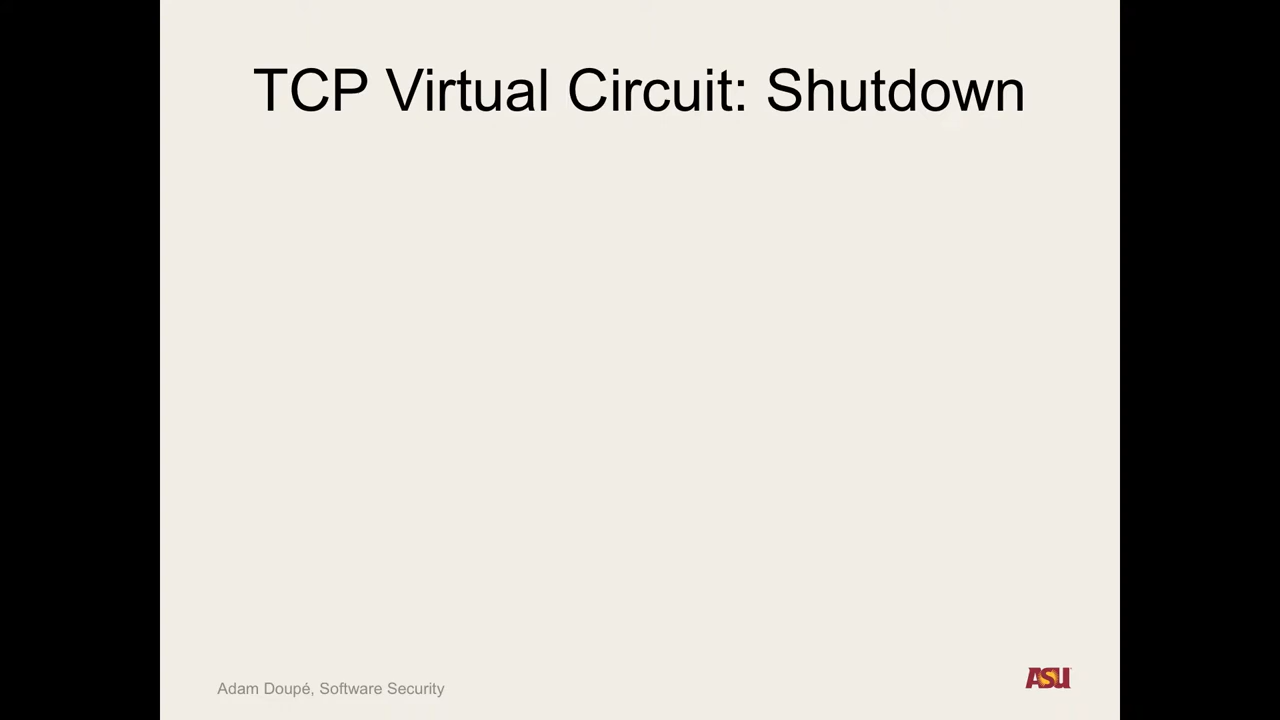 TCP Virtual Circuit: Shutdown
Adam Doupé, Software Security
ASU